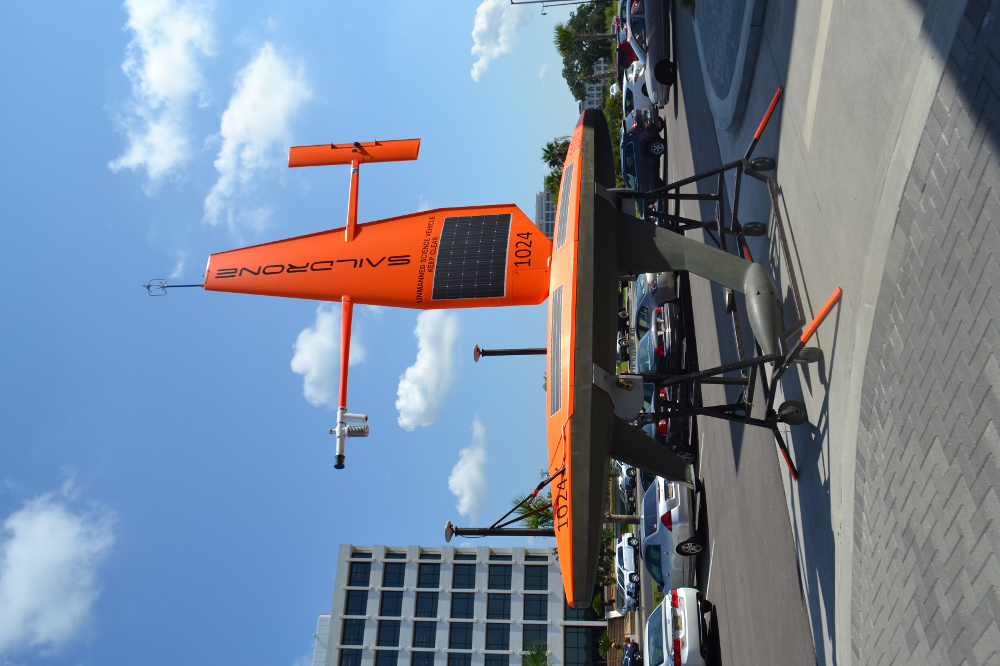 SAILDRONE
UNMANNED SCIENCE VEHICLE
KEEP CLEAR
1024
1024